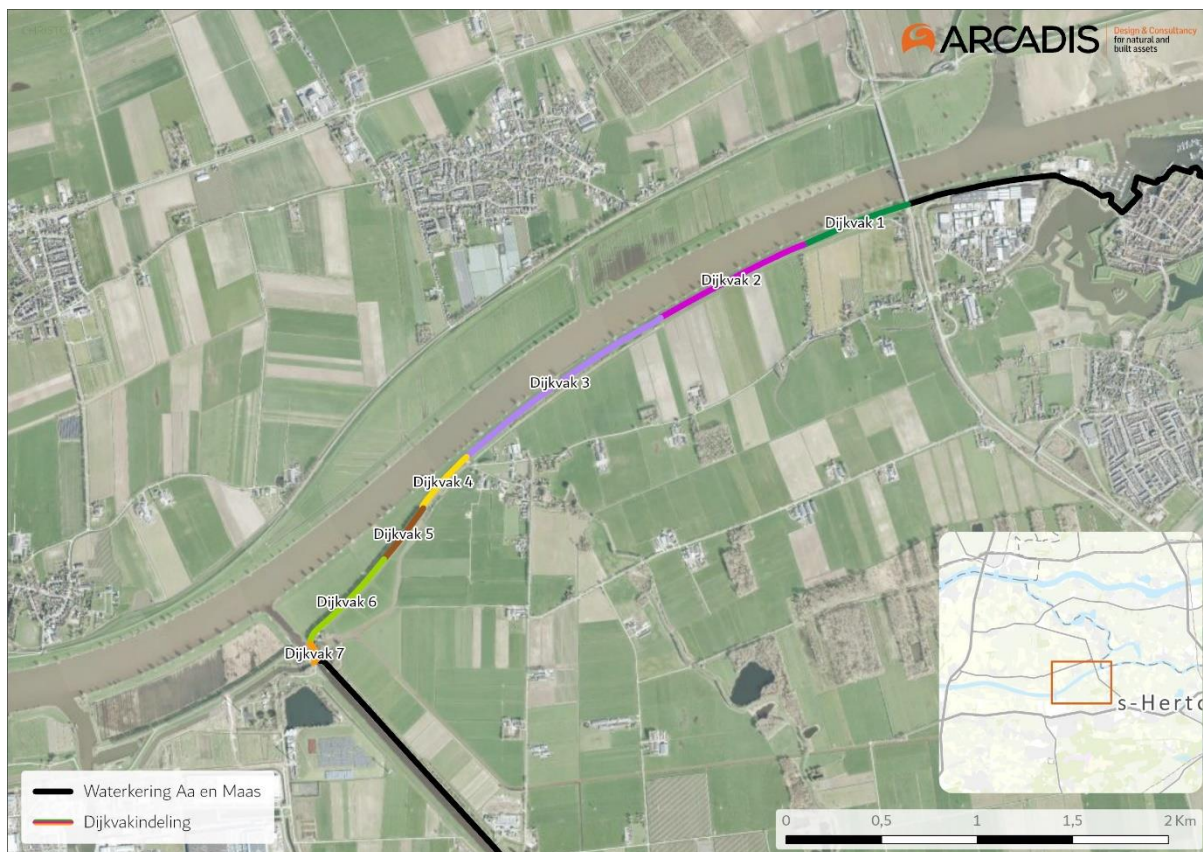 ARCADIS
Design & Consultancy
for natural and
built assets
Dijkvak 1
Dijkvak 2
Dijkvak 3
Dijkvak 4
Dijkvak 5
Dijkvak 6
Dijkvak 7
s-Herto
Waterkering Aa en Maas
Dijkvakindeling
0 0,5 1 1,5 2 Km